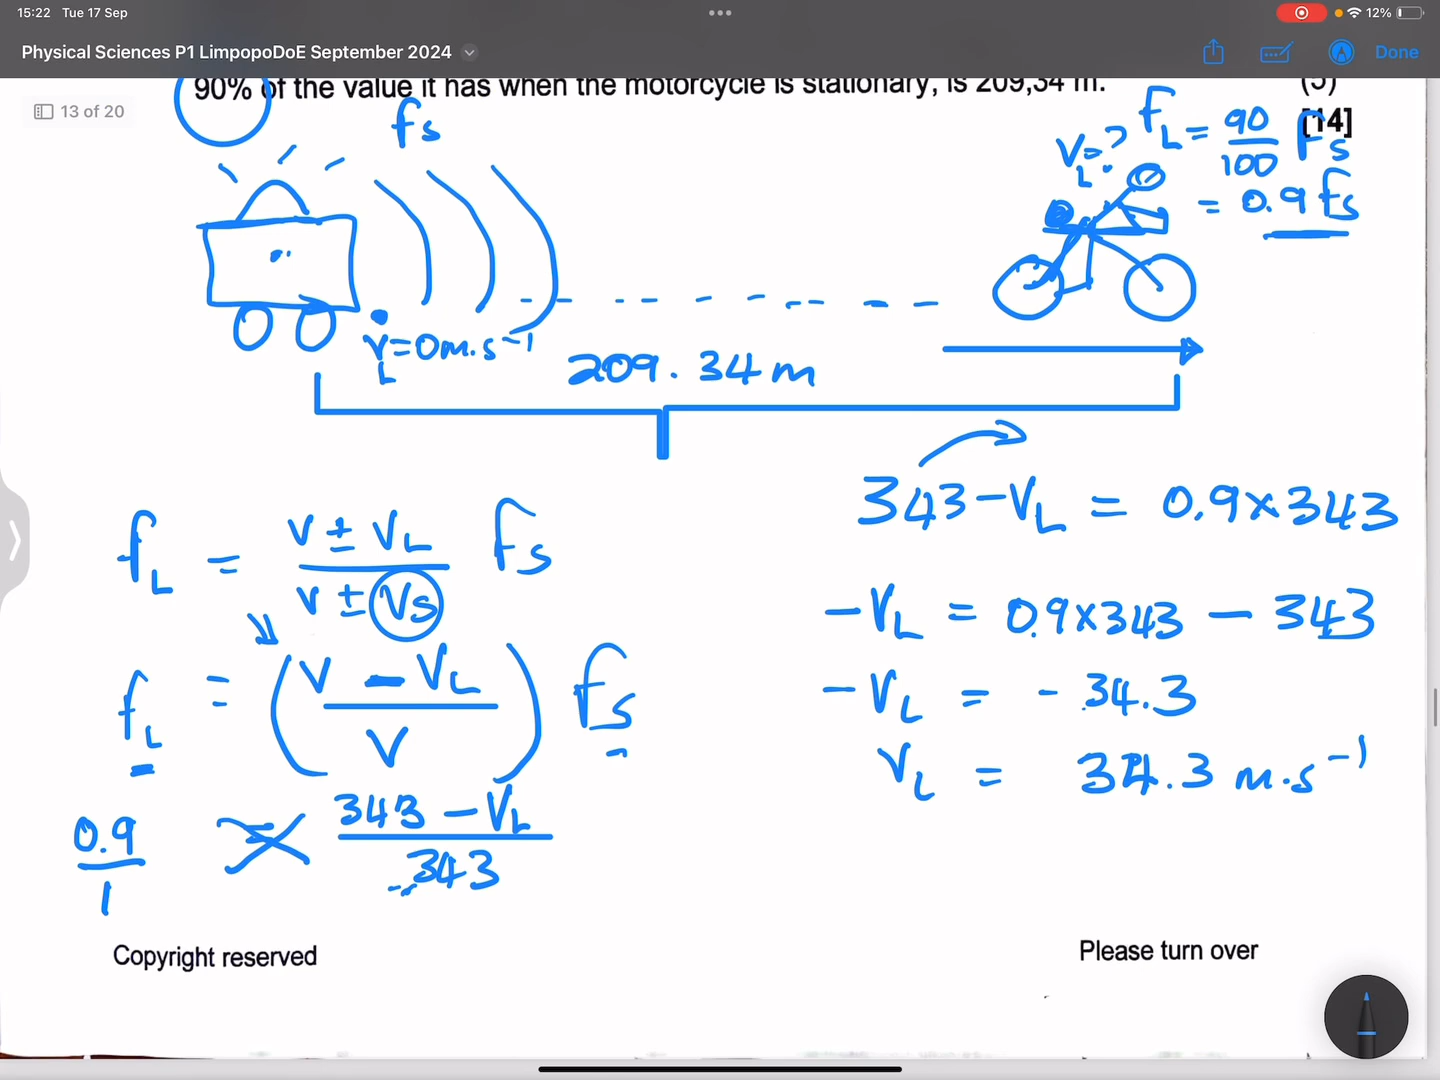 15:22 Tue 17 Sep
12%
Physical Sciences P1 LimpopoDoE September 2024
Done
90% of the value it has when the motorcycle is stationary, is 209,34 m.
13 of 20
[14]
fs
VL=?
fL = 90/100 fs
= 0.9 fs
VL=0m.s⁻¹
209.34m
fL = (v ± VL)/(v ± Vs) fs
fL = (V - VL / V) fs
0.9/1 = (343 - VL)/343
343-VL = 0.9×343
-VL = 0.9×343 - 343
-VL = - 34.3
VL = 34.3 m.s⁻¹
Copyright reserved
Please turn over